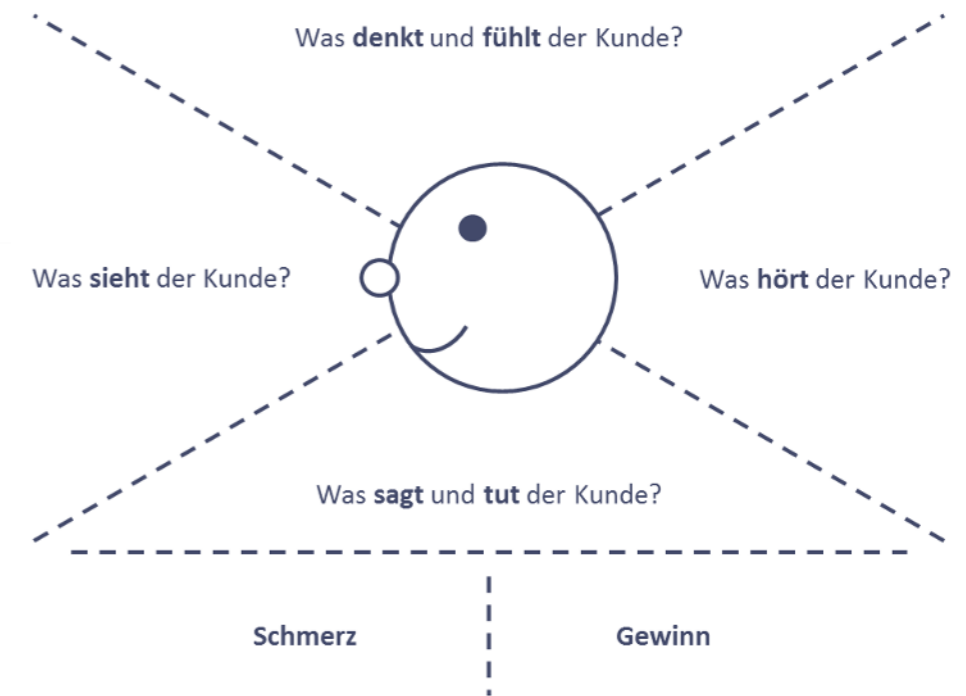 Was denkt und fühlt der Kunde?
Was sieht der Kunde?
Was hört der Kunde?
Was sagt und tut der Kunde?
Schmerz
Gewinn